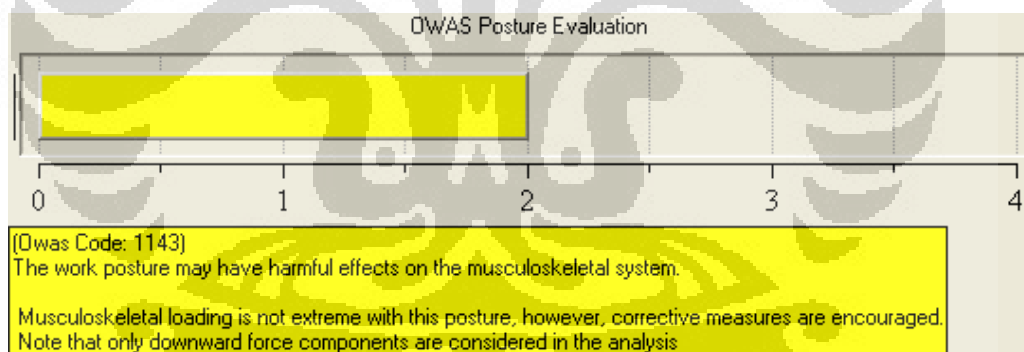 OWAS Posture Evaluation
0 1 2 3 4
(Owas Code: 1143)
The work posture may have harmful effects on the musculoskeletal system.
Musculoskeletal loading is not extreme with this posture, however, corrective measures are encouraged.
Note that only downward force components are considered in the analysis